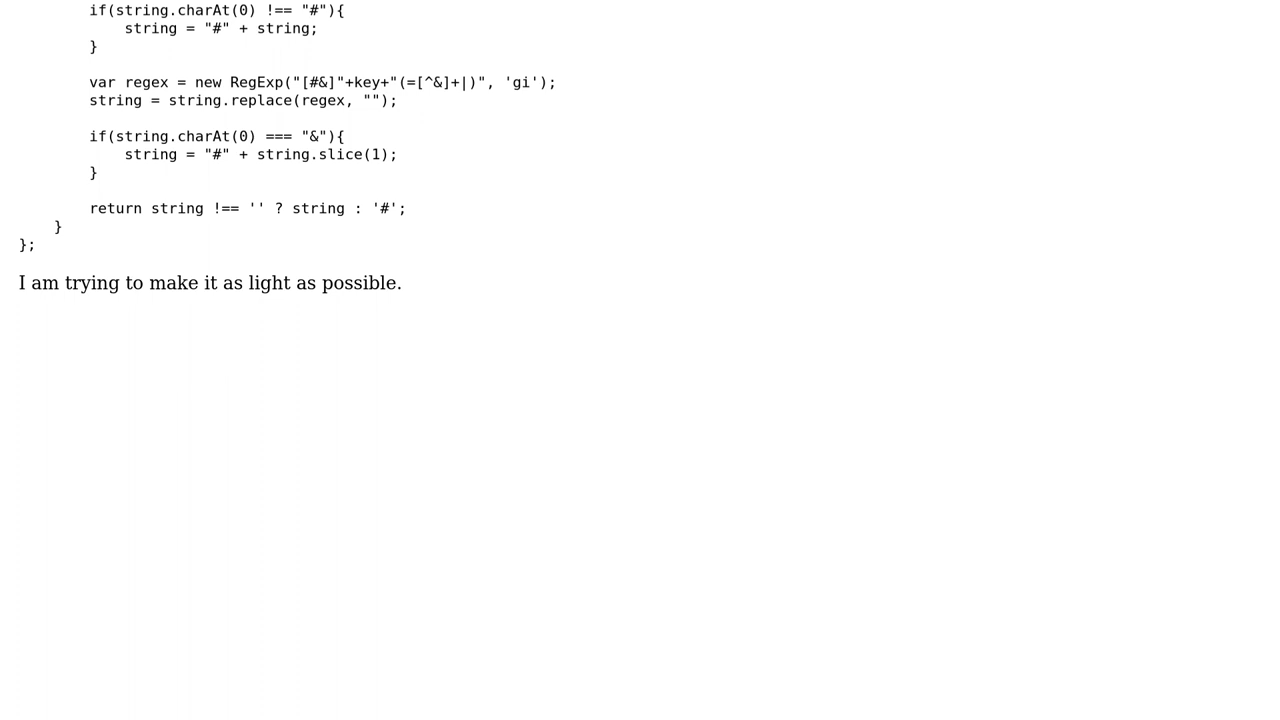 if(string.charAt(0) !== "#"){
            string = "#" + string;
        }

        var regex = new RegExp("[#&]"+key+"(=[^&]+|)", 'gi');
        string = string.replace(regex, "");

        if(string.charAt(0) === "&"){
            string = "#" + string.slice(1);
        }

        return string !== '' ? string : '#';
    }
};
I am trying to make it as light as possible.